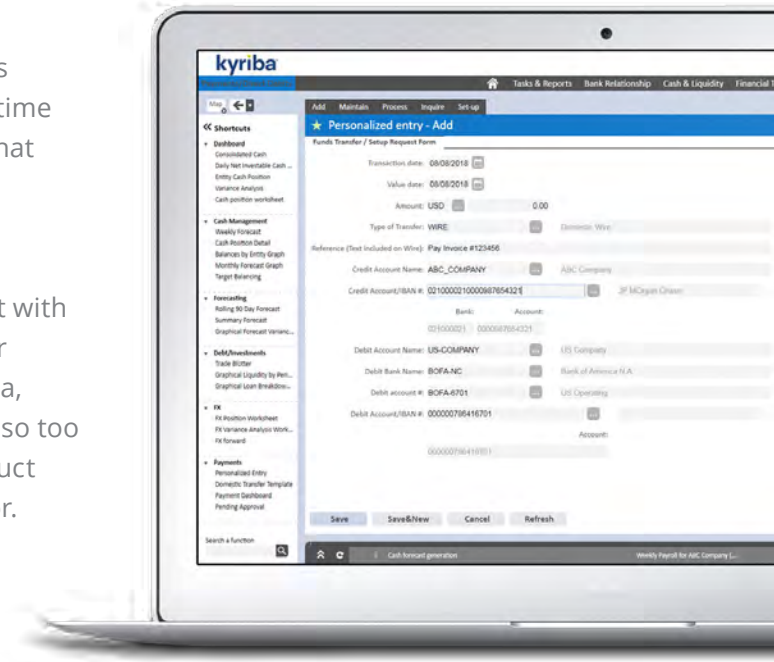 s
time
hat
t with
r
a,
so too
uct
r.
kyriba
Tasks & Reports Bank Relationship Cash & Liquidity Financial T
Map
Add Maintain Process Inquire Set-up
Shortcuts
Personalized entry - Add
Dashboard
Consolidated Cash
Daily Net Investable Cash ...
Entity Cash Position
Variance Analysis
Cash position worksheet
Cash Management
Weekly Forecast
Cash Position Detail
Balances by Entity Graph
Monthly Forecast Graph
Target Balancing
Forecasting
Rolling 90 Day Forecast
Summary Forecast
Graphical Forecast Varianc...
Debt/Investments
Trade Blotter
Graphical Liquidity by Pen...
Graphical Loan Breakdow...
FX
FX Position Worksheet
FX Variance Analysis Work...
FX forward
Payments
Personalized Entry
Domestic Transfer Template
Payment Dashboard
Pending Approval
Search a function
Funds Transfer / Setup Request Form
Transaction date: 08/08/2018
Value date: 08/08/2018
Amount: USD 0.00
Type of Transfer: WIRE Domestic Wire
Reference (Text Included on Wire): Pay Invoice #123456
Credit Account Name: ABC_COMPANY ABC Company
Credit Account/IBAN #: 0210000210000987654321 JP MOrgan Chase
Bank: Account:
021000021 0000987654321
Debit Account Name: US-COMPANY US Company
Debit Bank Name: BOFA-NC Bank of America N.A.
Debit account #: BOFA-6701 US Operating
Debit Account/IBAN #: 000000786416701
Account:
000000786416701
Save Save&New Cancel Refresh
Cash forecast generation Weekly Payroll for ABC Company (...